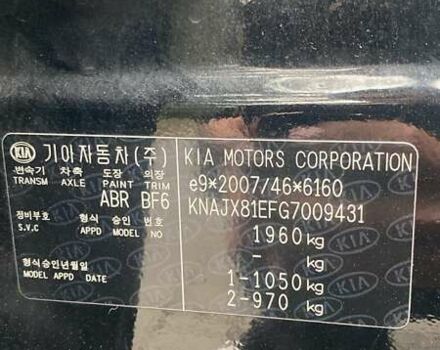 KIA 기아자동차(주)
변속기 차축 도장 의장
TRANSM AXLE PAINT TRIM
ABR BF6
정비부호 형식 승인 번호
S.V.C APPD MODEL NO
형식승인년월일
MODEL APPD DATE
KIA MOTORS CORPORATION
e9*2007/46*6160
KNAJX81EFG7009431
1960 kg
- kg
1-1050 kg
2-970 kg